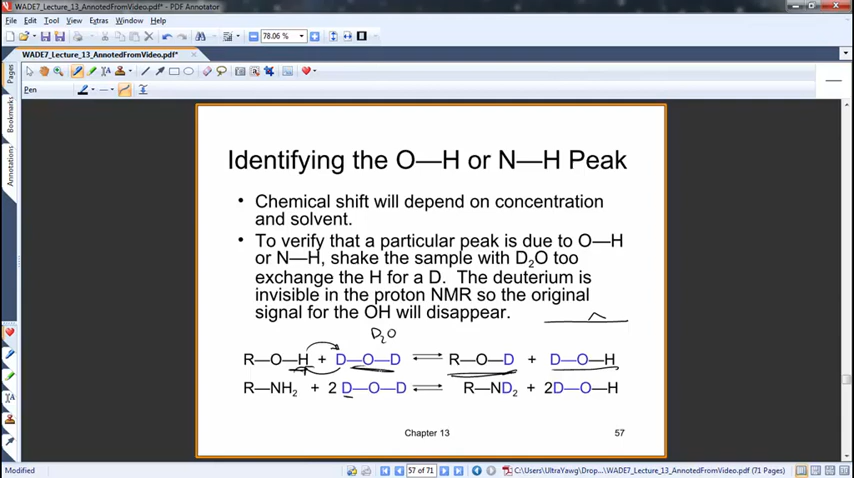 WADE7_Lecture_13_AnnotatedFromVideo.pdf* - PDF Annotator
File Edit Tool View Extras Window Help
78.06 %
WADE7_Lecture_13_AnnotatedFromVideo.pdf*
Pen
Pages
Bookmarks
Annotations
Identifying the O—H or N—H Peak
• Chemical shift will depend on concentration
and solvent.
• To verify that a particular peak is due to O—H
or N—H, shake the sample with D₂O too
exchange the H for a D. The deuterium is
invisible in the proton NMR so the original
signal for the OH will disappear.
D₂O
R—O—H + D—O—D ⇌ R—O—D + D—O—H
R—NH₂ + 2 D—O—D ⇌ R—ND₂ + 2D—O—H
Chapter 13
57
Modified
57 of 71
C:\Users\UltraYawg\Drop...\WADE7_Lecture_13_AnnotatedFromVideo.pdf (71 Pages)